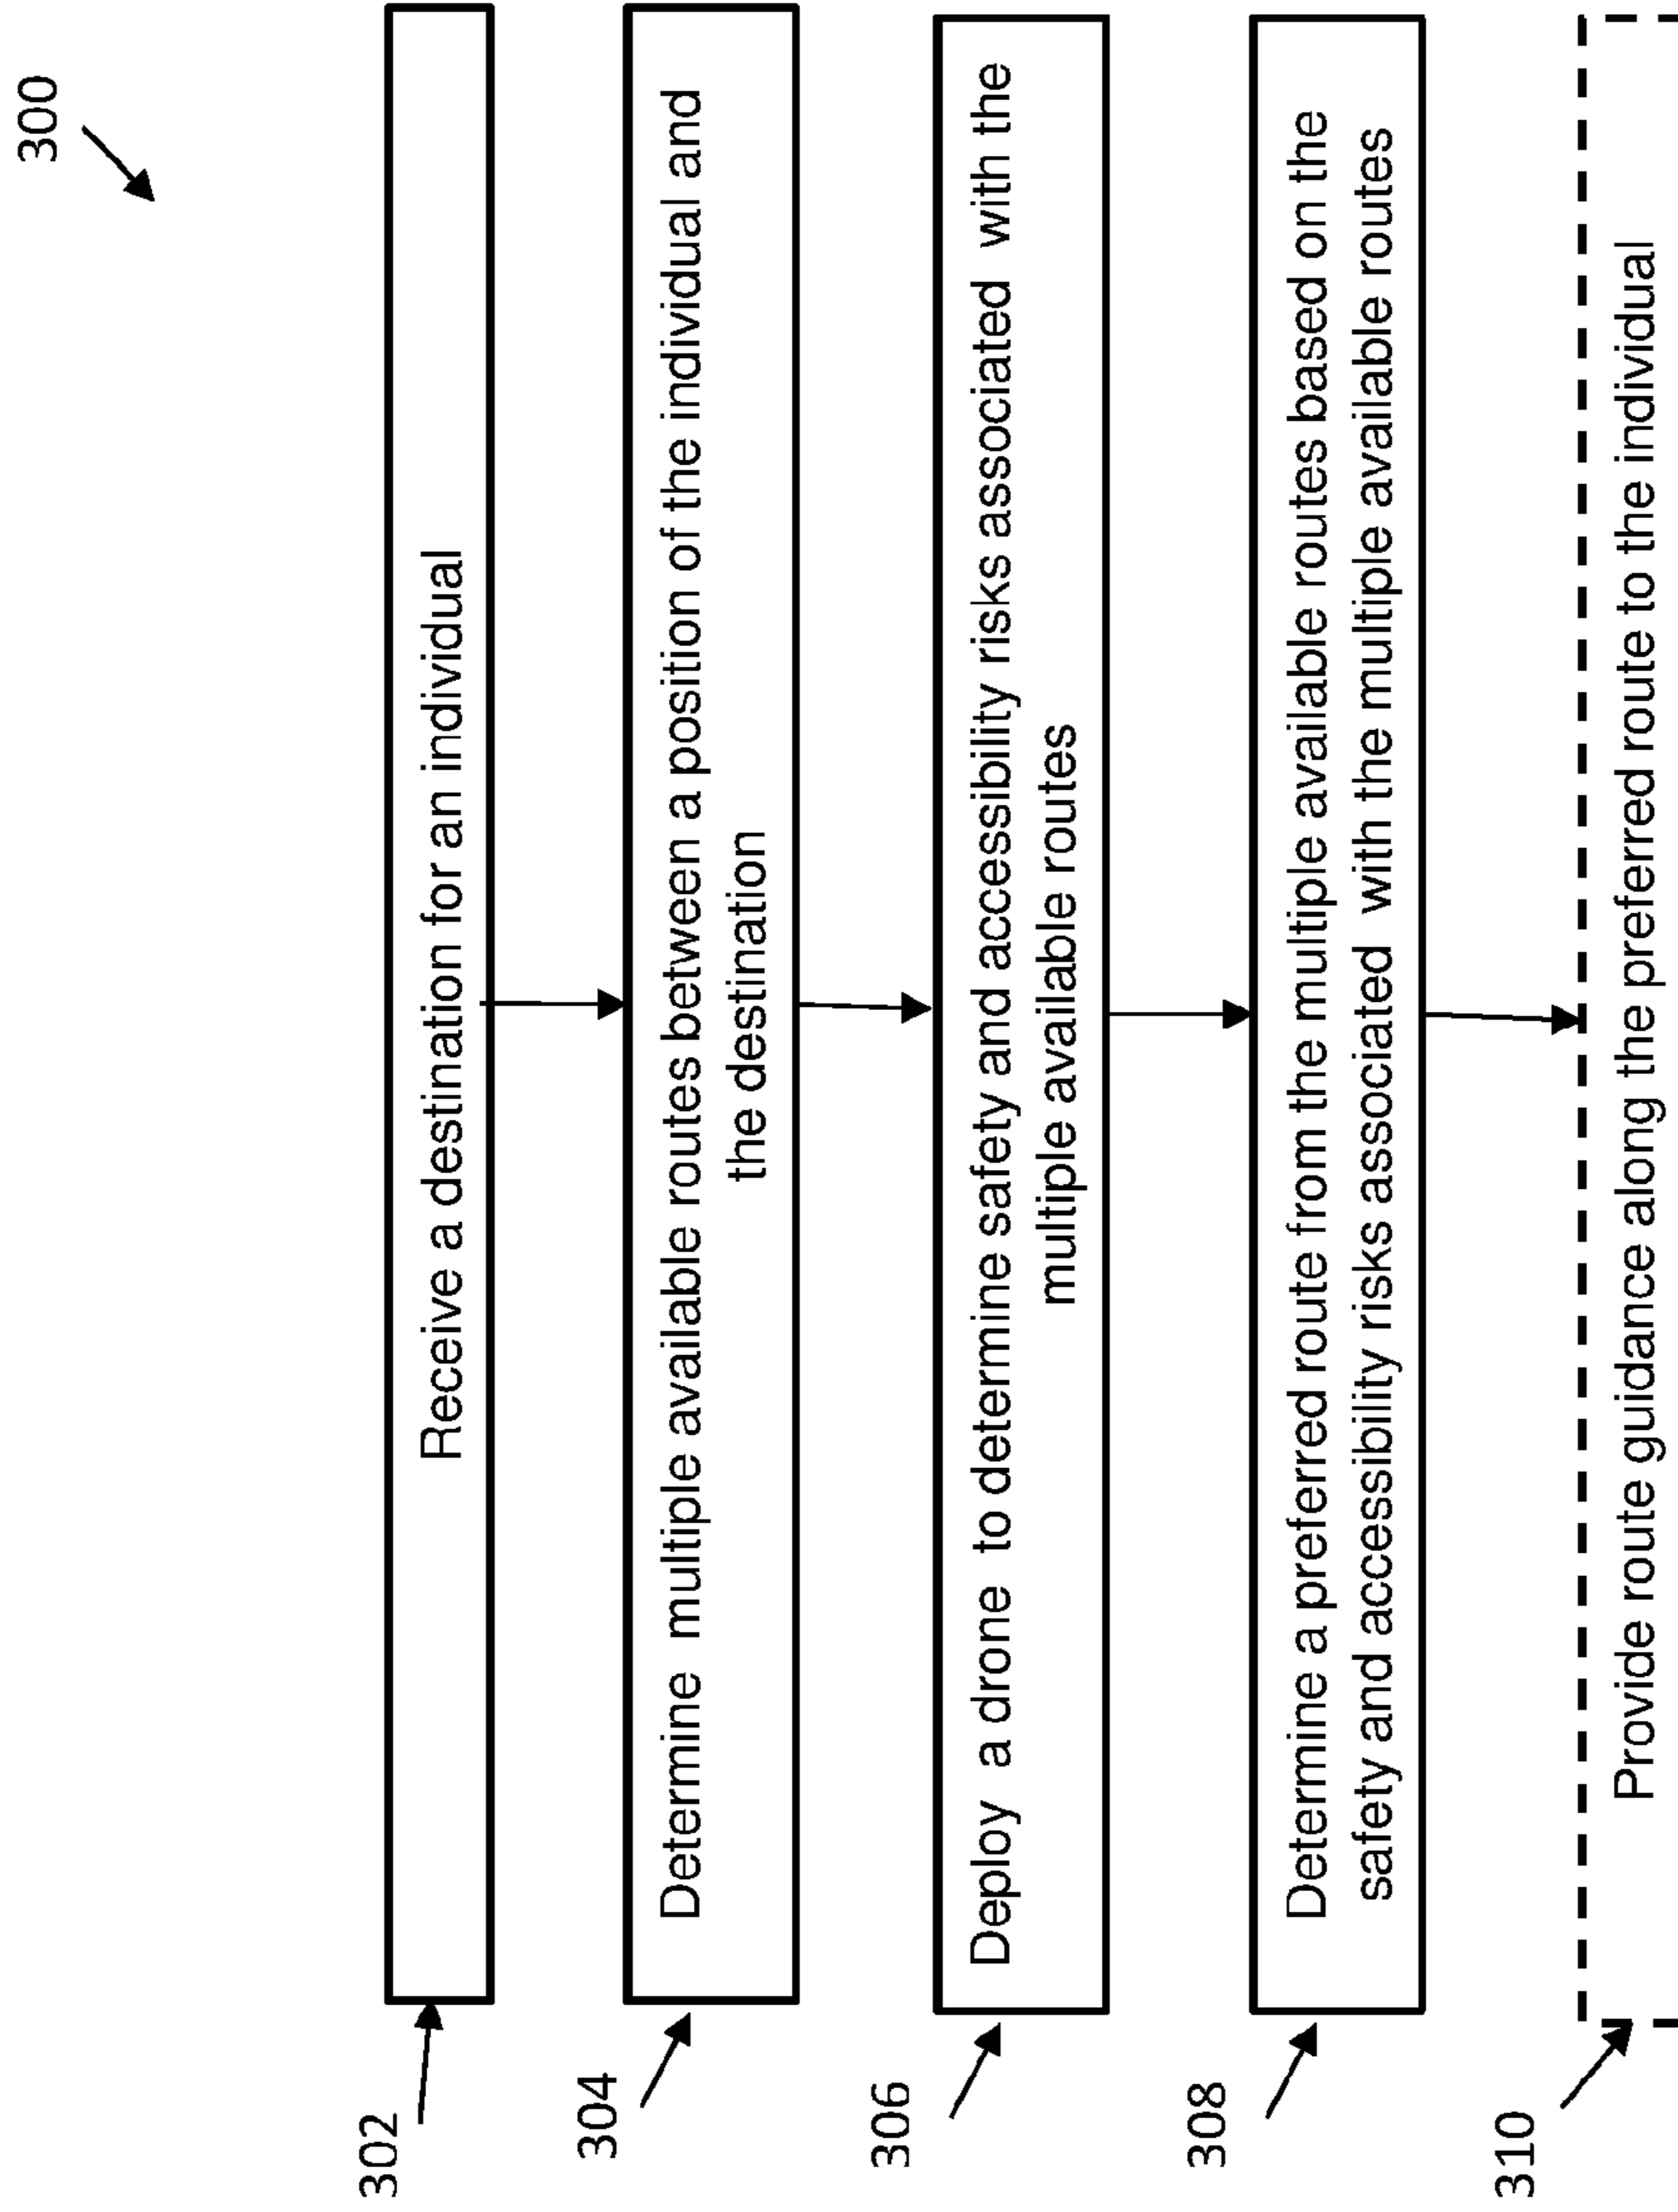 300
302
Receive a destination for an individual
304
Determine multiple available routes between a position of the individual and
the destination
306
Deploy a drone to determine safety and accessibility risks associated with the
multiple available routes
308
Determine a preferred route from the multiple available routes based on the
safety and accessibility risks associated with the multiple available routes
310
Provide route guidance along the preferred route to the individual